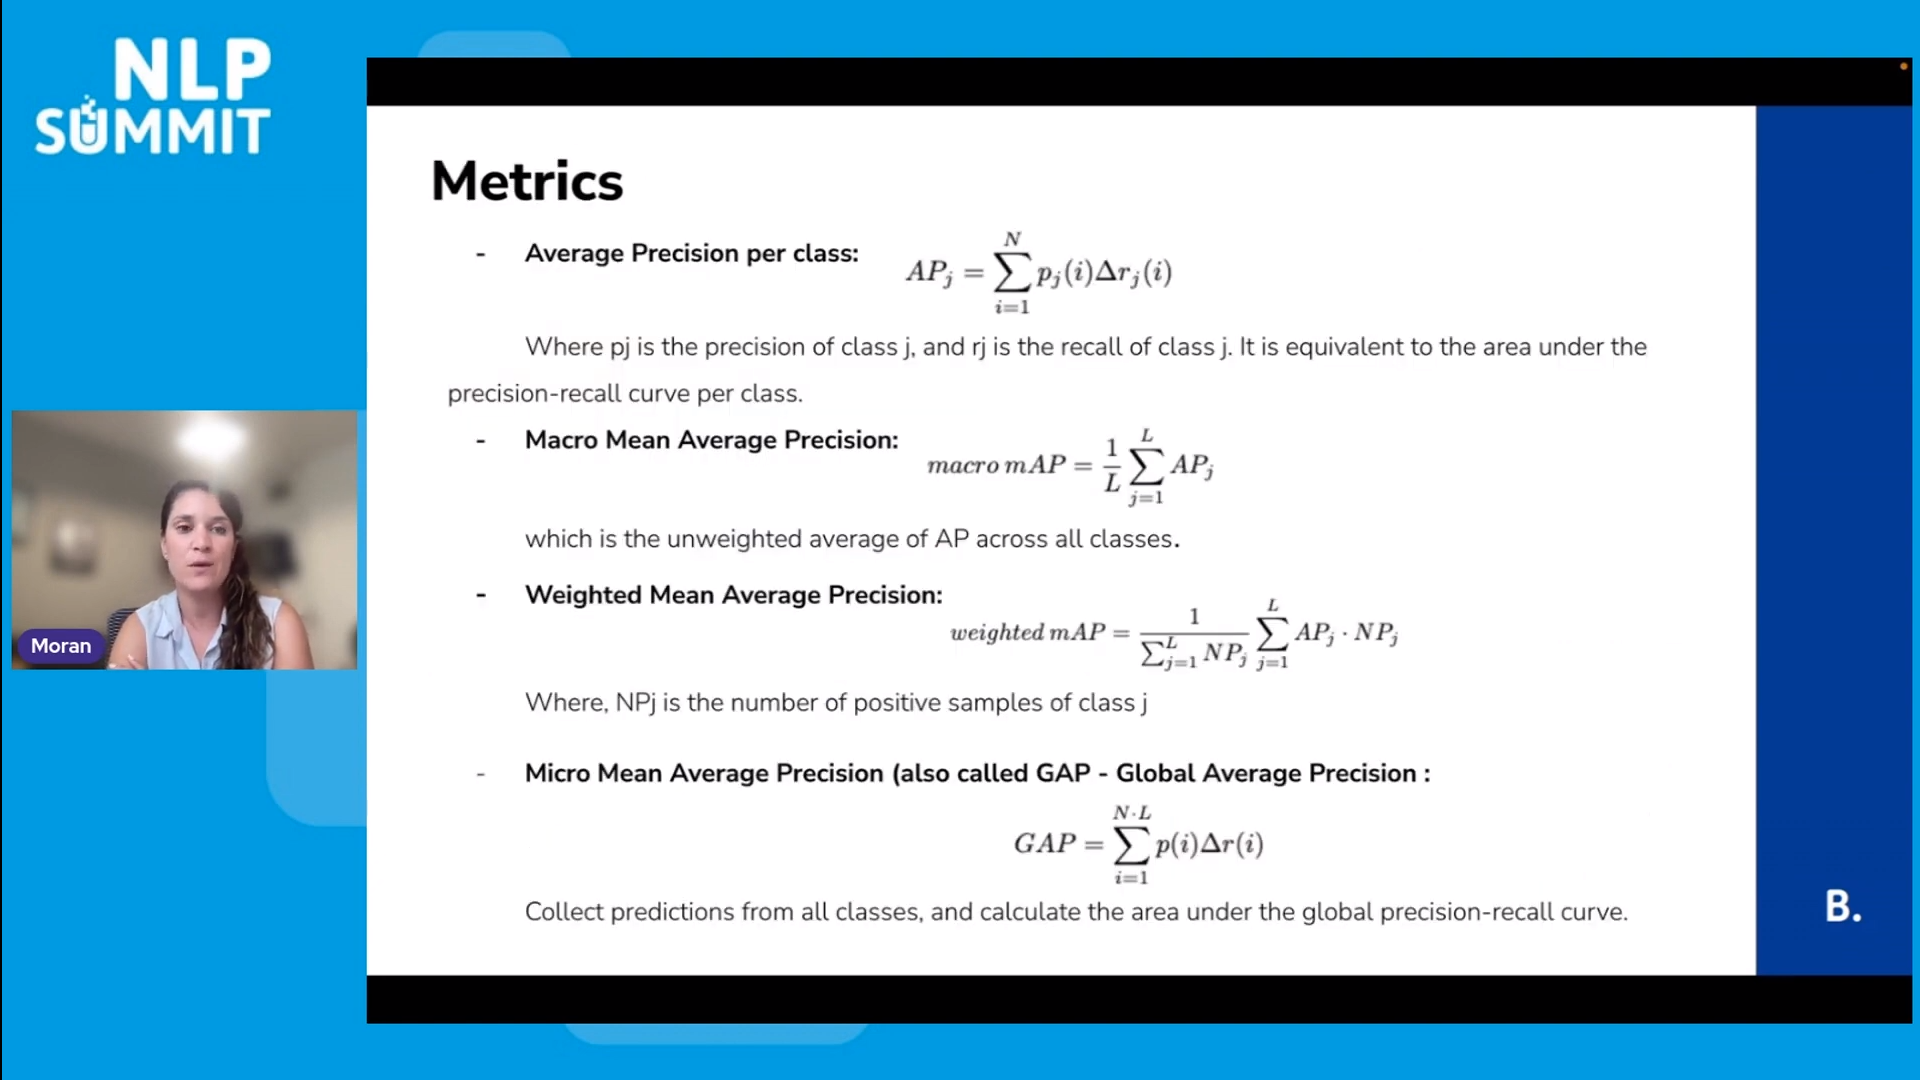 NLP
SUMMIT
Metrics
- Average Precision per class: AP_j = \sum_{i=1}^{N} p_j(i)Δr_j(i)
Where pj is the precision of class j, and rj is the recall of class j. It is equivalent to the area under the
precision-recall curve per class.
- Macro Mean Average Precision: macro mAP = \frac{1}{L} \sum_{j=1}^{L} AP_j
which is the unweighted average of AP across all classes.
- Weighted Mean Average Precision: weighted mAP = \frac{1}{\sum_{j=1}^{L} NP_j} \sum_{j=1}^{L} AP_j · NP_j
Where, NPj is the number of positive samples of class j
- Micro Mean Average Precision (also called GAP - Global Average Precision :
GAP = \sum_{i=1}^{N·L} p(i)Δr(i)
Collect predictions from all classes, and calculate the area under the global precision-recall curve.
Moran
B.